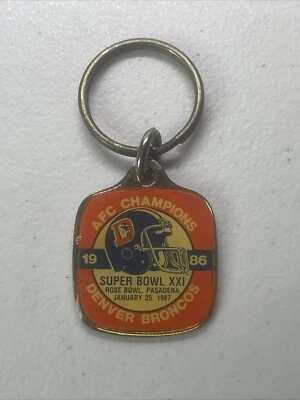 AFC CHAMPIONS
D
19 86
SUPER BOWL XXI
ROSE BOWL, PASADENA
JANUARY 25, 1987
DENVER BRONCOS